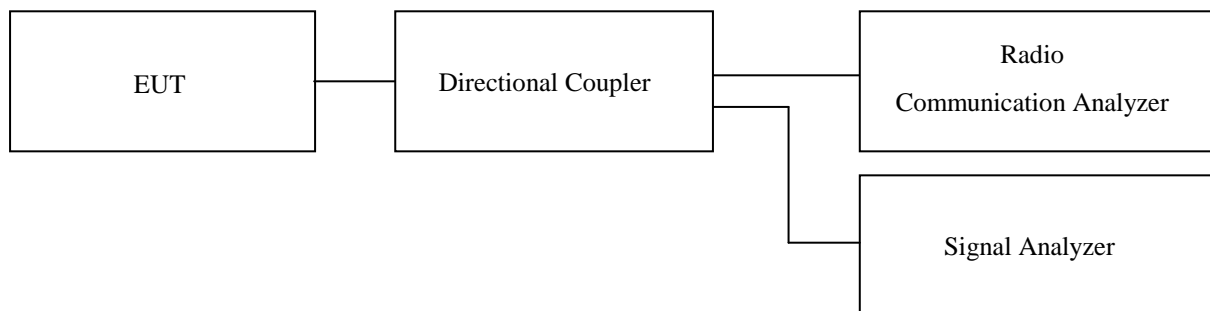 EUT
Directional Coupler
Radio
Communication Analyzer
Signal Analyzer